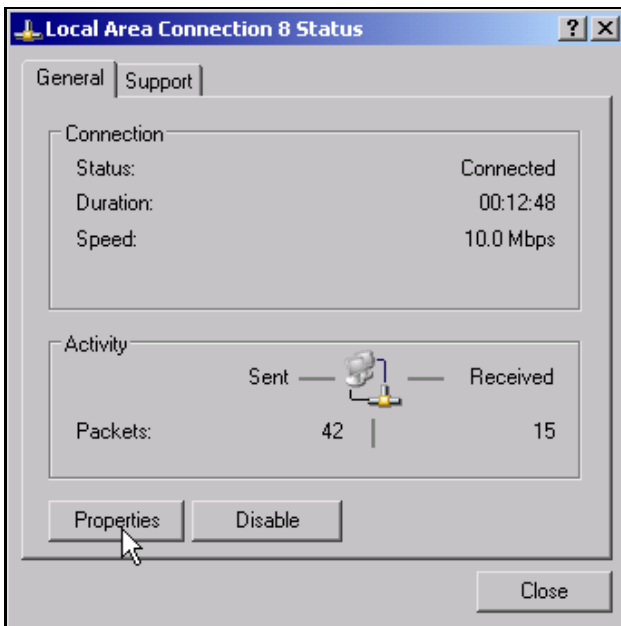 Local Area Connection 8 Status
General Support
Connection
Status: Connected
Duration: 00:12:48
Speed: 10.0 Mbps
Activity
Sent Received
Packets: 42 15
Properties Disable
Close